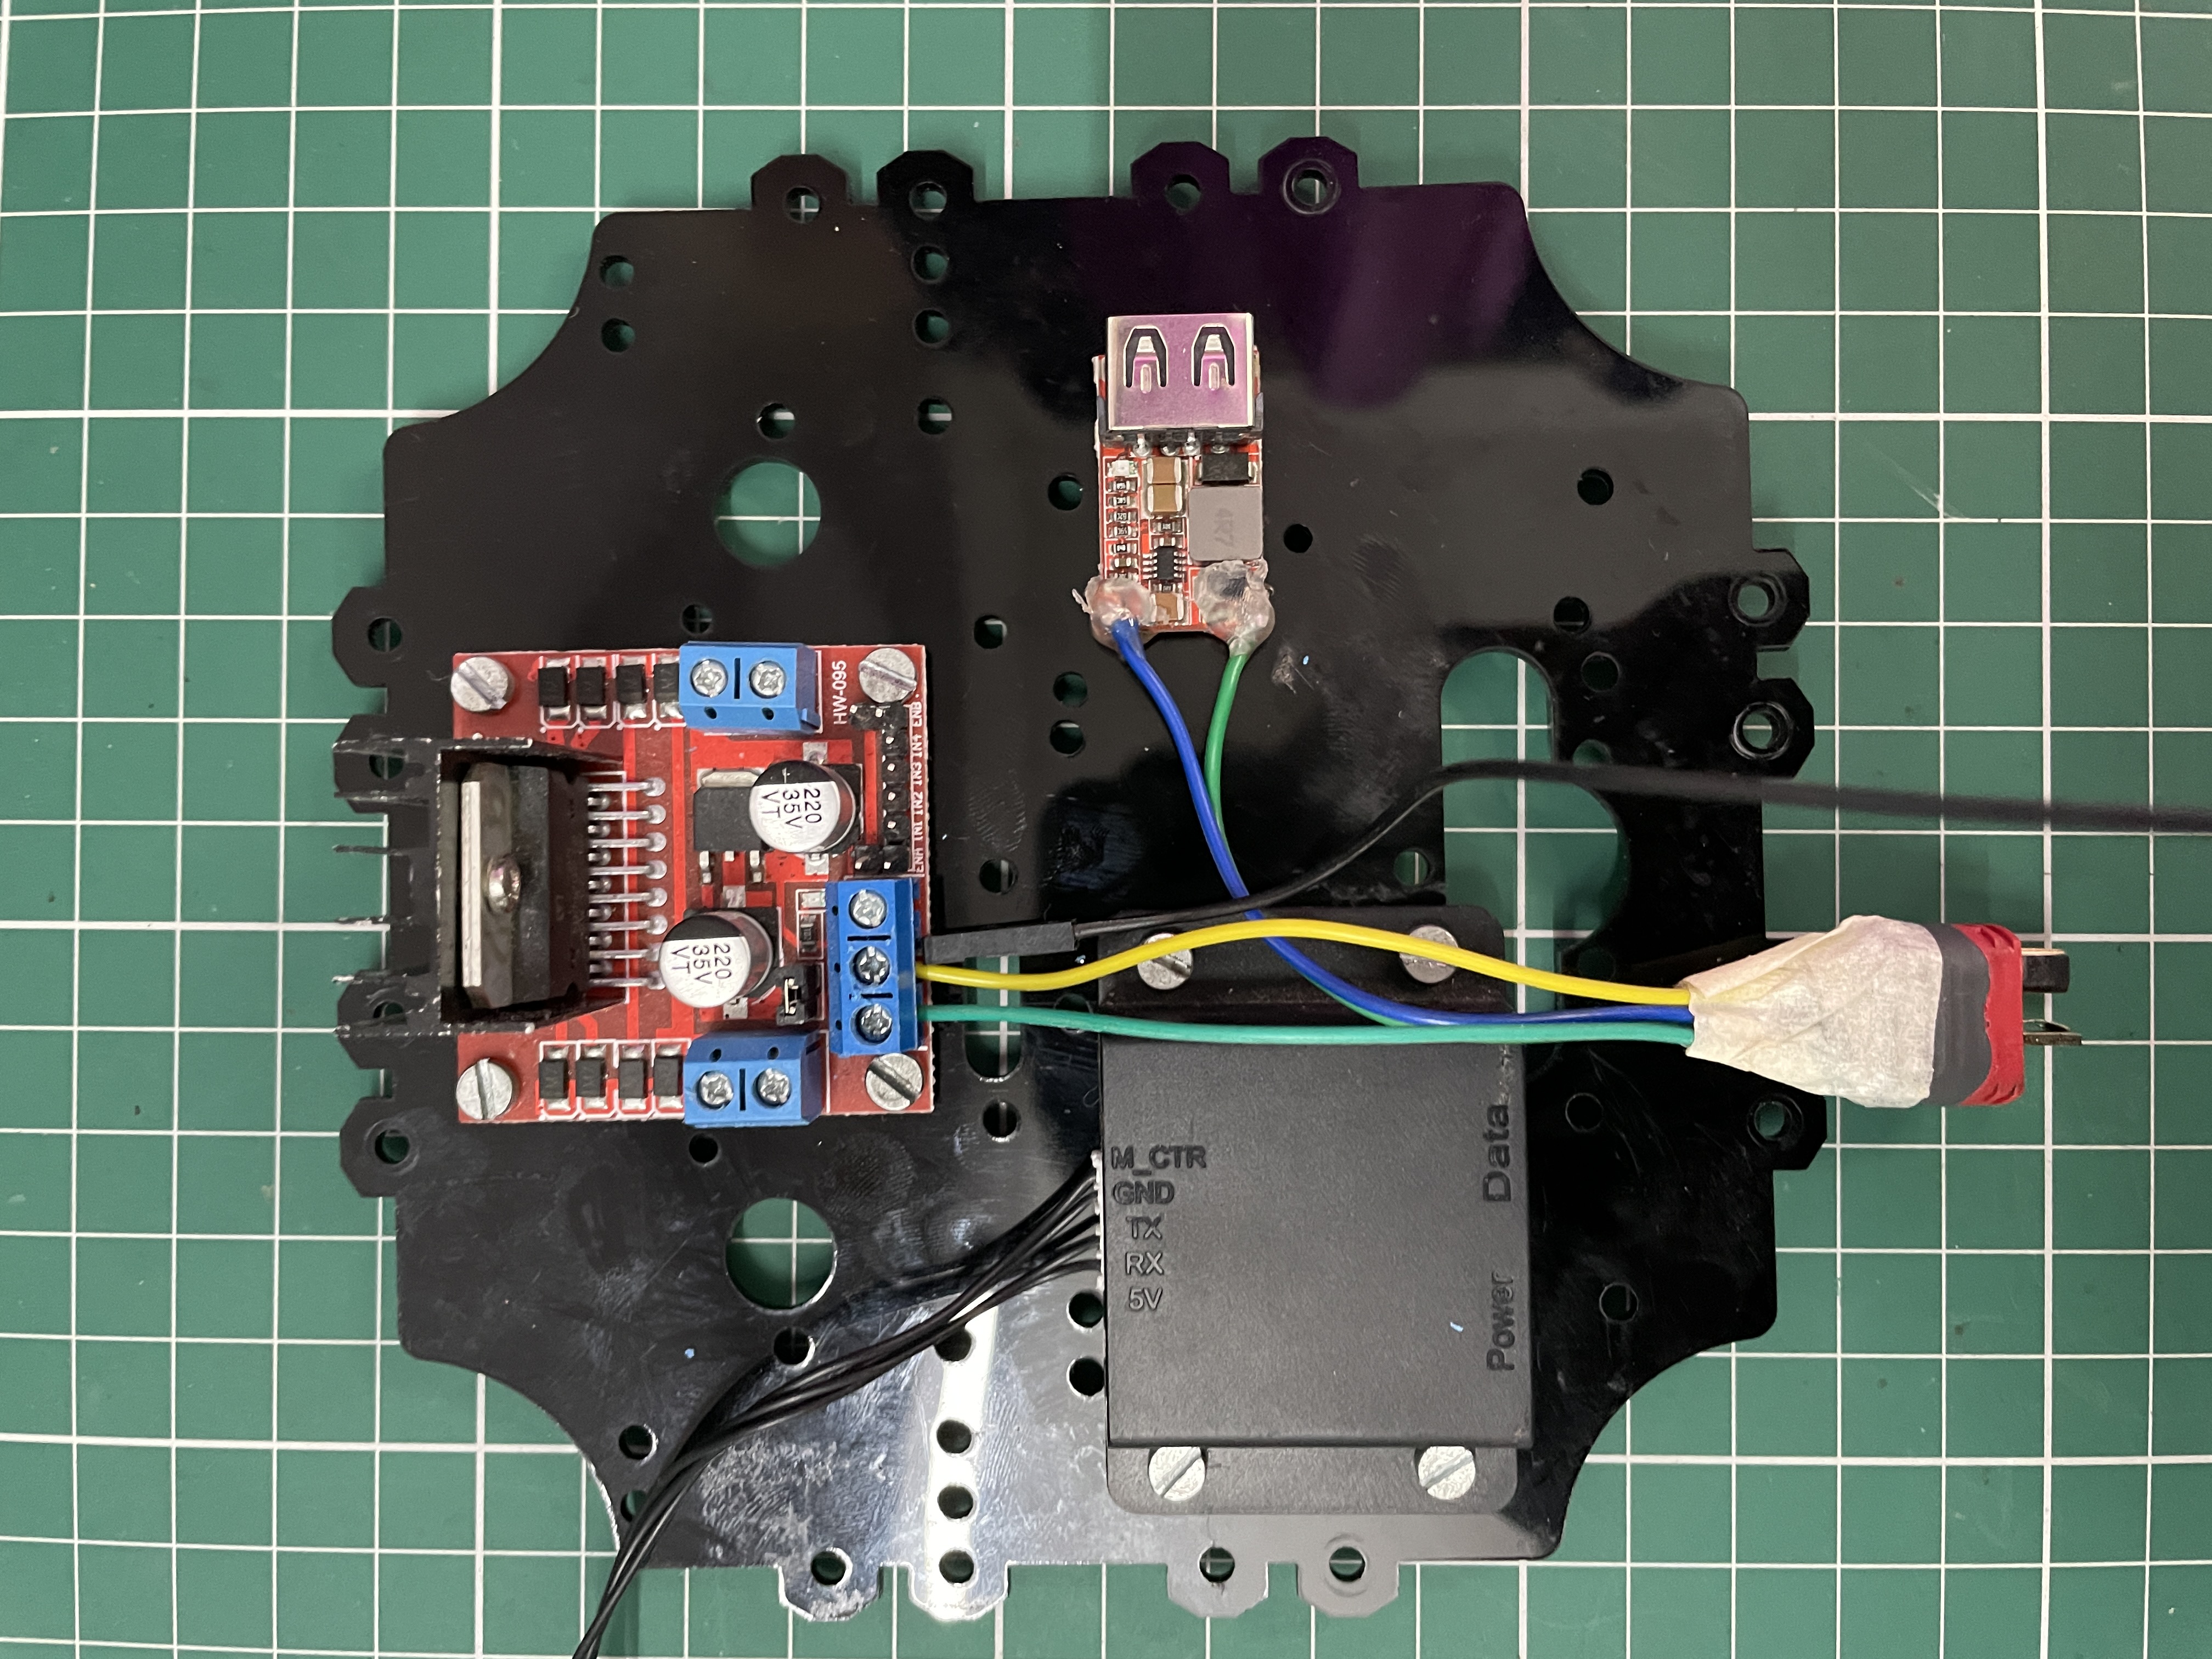 220
35V
VT
220
35V
VT
HW-095
ENA IN1 IN2 IN3 IN4 ENB
M_CTR
GND
TX
RX
5V
4R7
Power
Data